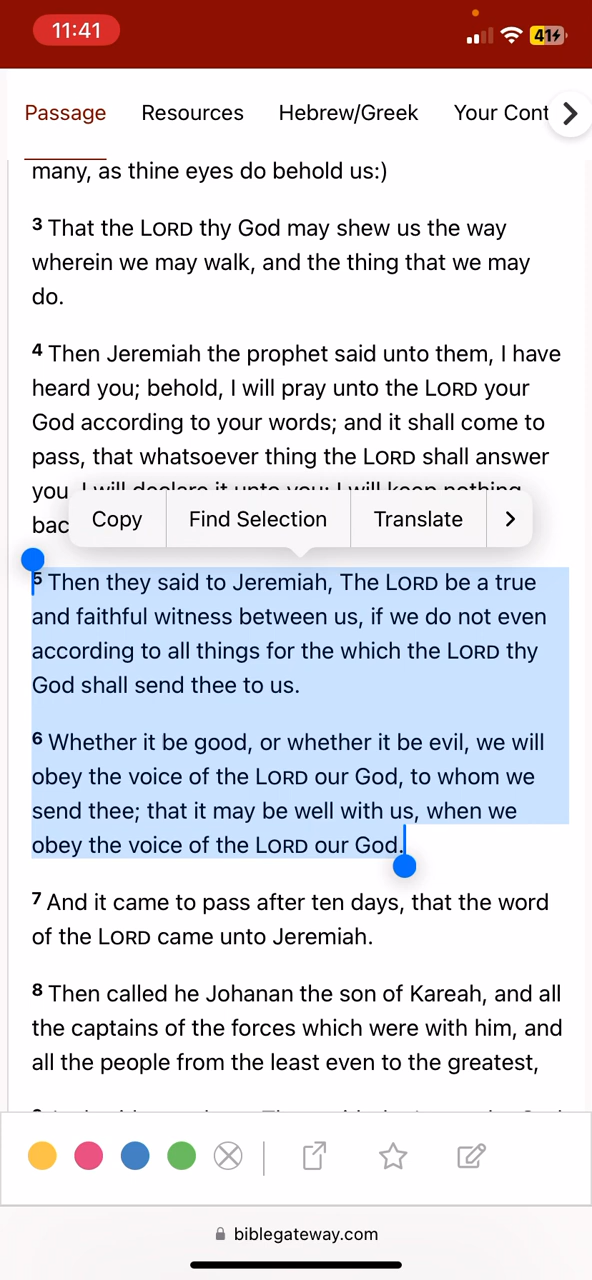 11:41
41
Passage Resources Hebrew/Greek Your Cont
many, as thine eyes do behold us:)
3 That the LORD thy God may shew us the way
wherein we may walk, and the thing that we may
do.
4 Then Jeremiah the prophet said unto them, I have
heard you; behold, I will pray unto the LORD your
God according to your words; and it shall come to
pass, that whatsoever thing the LORD shall answer
you, I will declare it unto you; I will keep nothing
bac
Copy Find Selection Translate
5 Then they said to Jeremiah, The LORD be a true
and faithful witness between us, if we do not even
according to all things for the which the LORD thy
God shall send thee to us.
6 Whether it be good, or whether it be evil, we will
obey the voice of the LORD our God, to whom we
send thee; that it may be well with us, when we
obey the voice of the LORD our God.
7 And it came to pass after ten days, that the word
of the LORD came unto Jeremiah.
8 Then called he Johanan the son of Kareah, and all
the captains of the forces which were with him, and
all the people from the least even to the greatest,
biblegateway.com